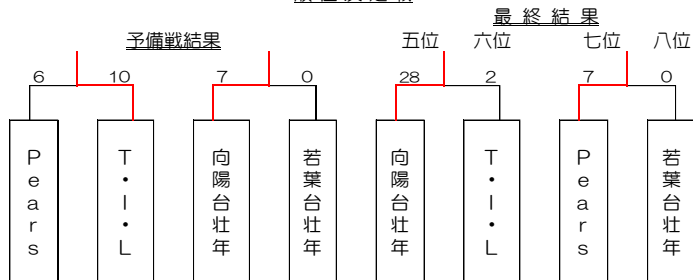 最終結果
予備戦結果
五位 六位 七位 八位
6 10 7 0 28 2 7 0
Pears
T・I・L
向陽台壮年
若葉台壮年
向陽台壮年
T・I・L
Pears
若葉台壮年